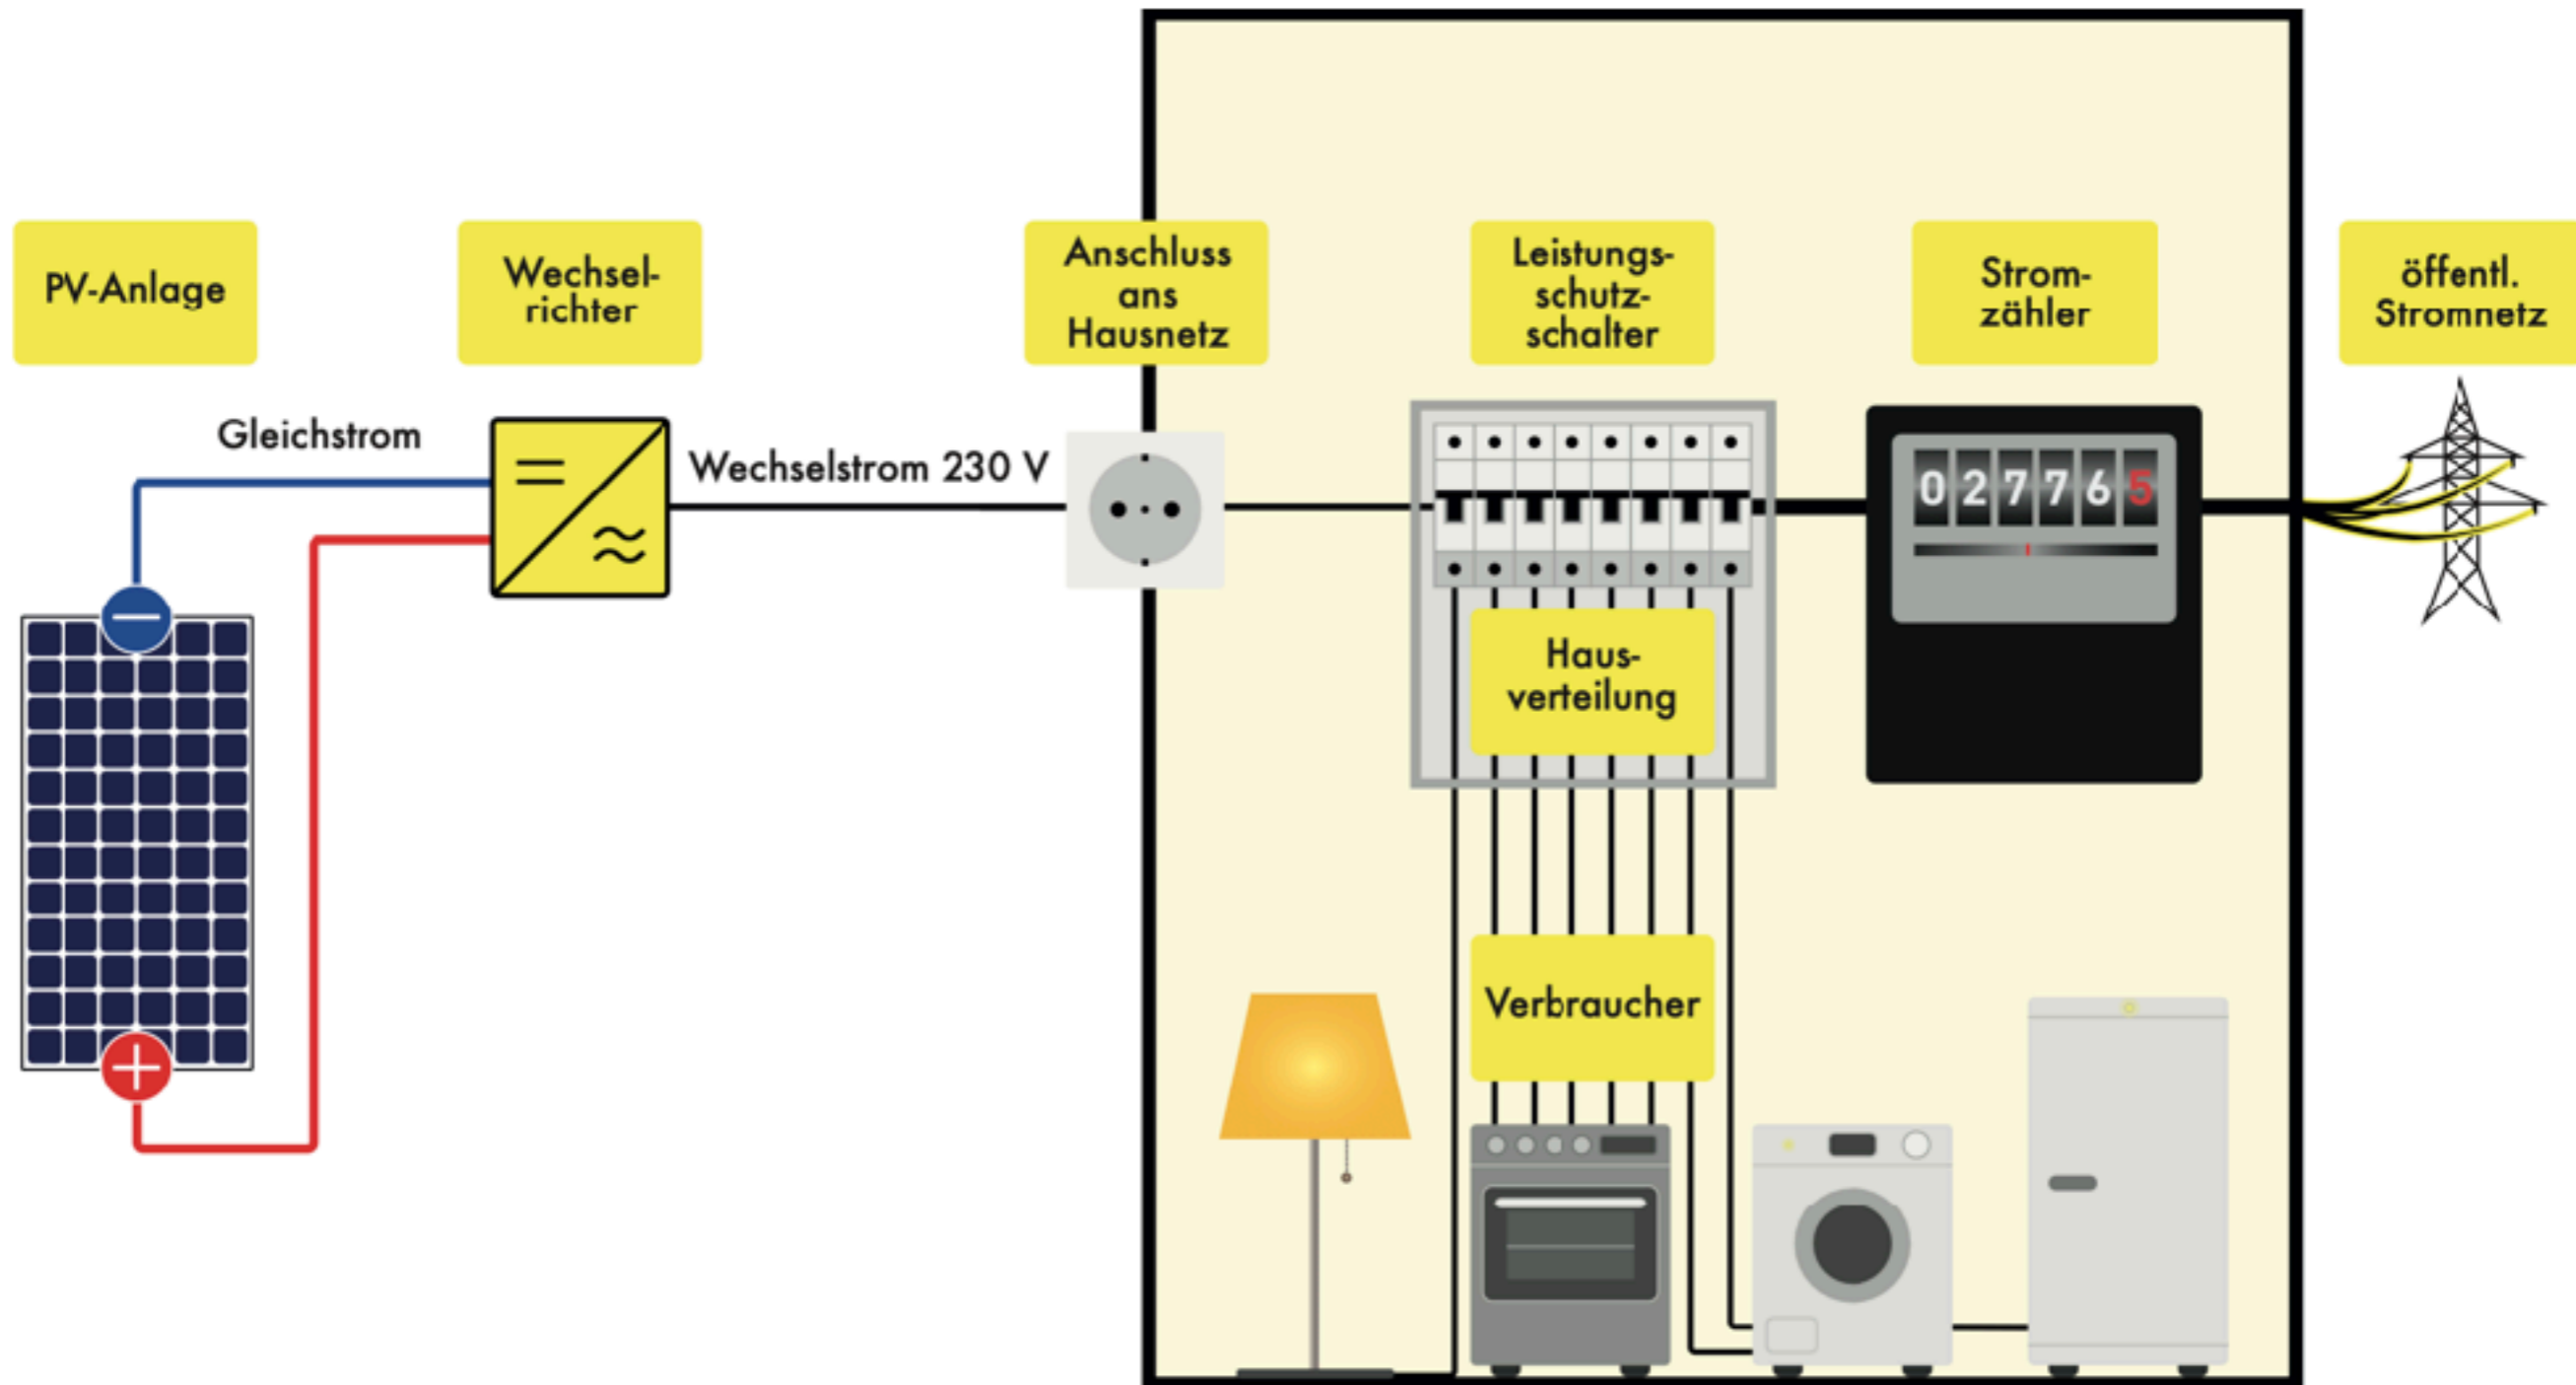 PV-Anlage
Wechsel-
richter
Anschluss
ans
Hausnetz
Leistungs-
schutz-
schalter
Strom-
zähler
öffentl.
Stromnetz
Gleichstrom
Wechselstrom 230 V
027765
Haus-
verteilung
Verbraucher